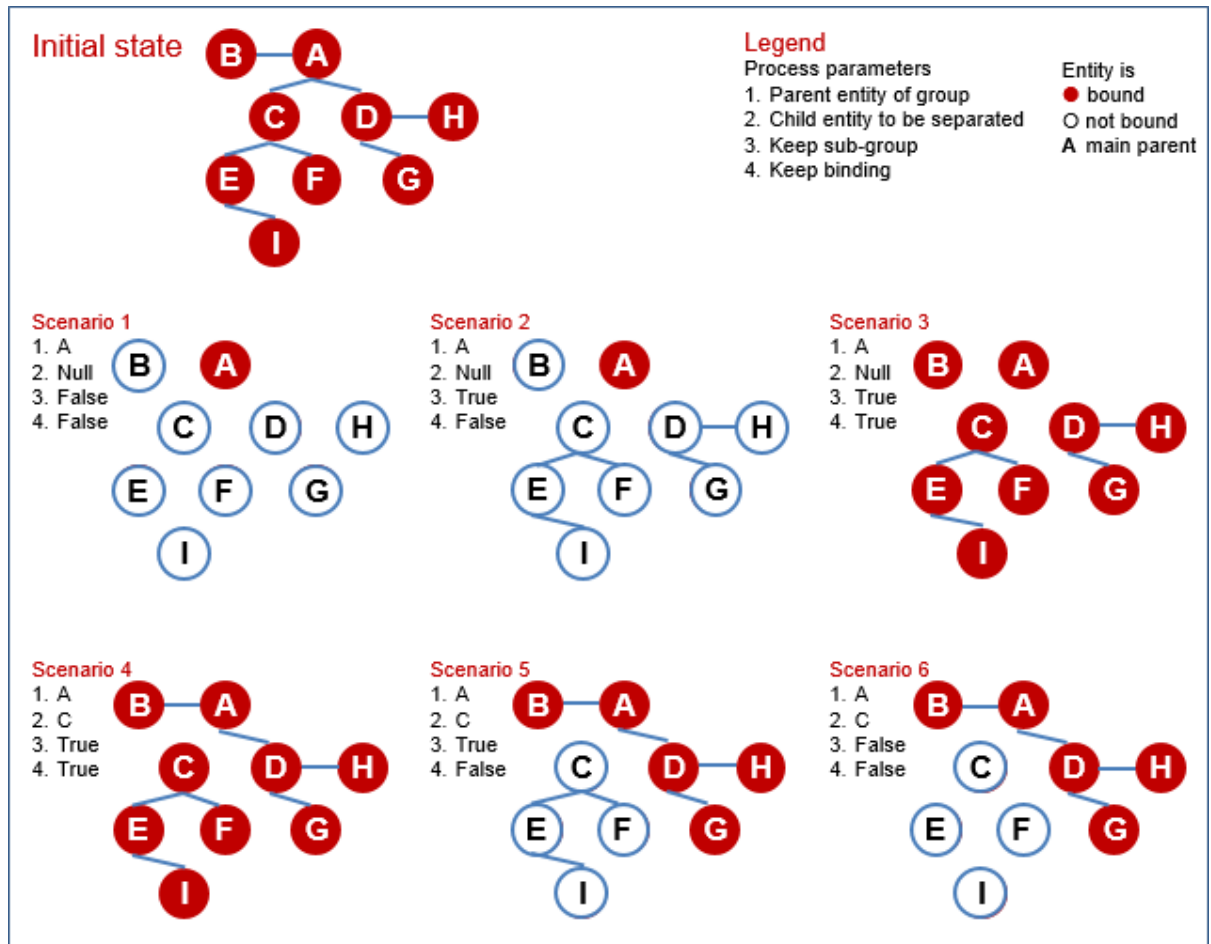 Initial state
B A
C D H
E F G
I
Legend
Process parameters
1. Parent entity of group
2. Child entity to be separated
3. Keep sub-group
4. Keep binding
Entity is
bound
not bound
A main parent
Scenario 1
1. A
2. Null
3. False
4. False
B A
C D H
E F G
I
Scenario 2
1. A
2. Null
3. True
4. False
B A
C D H
E F G
I
Scenario 3
1. A
2. Null
3. True
4. True
B A
C D H
E F G
I
Scenario 4
1. A
2. C
3. True
4. True
B A
C D H
E F G
I
Scenario 5
1. A
2. C
3. True
4. False
B A
C D H
E F G
I
Scenario 6
1. A
2. C
3. False
4. False
B A
C D H
E F G
I